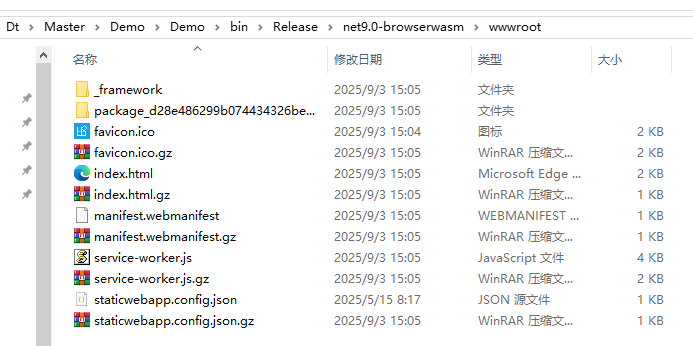 Dt > Master > Demo > Demo > bin > Release > net9.0-browserwasm > wwwroot
名称 修改日期 类型 大小
_framework 2025/9/3 15:05 文件夹
package_d28e486299b074434326be... 2025/9/3 15:05 文件夹
favicon.ico 2025/9/3 15:04 图标 2 KB
favicon.ico.gz 2025/9/3 15:05 WinRAR 压缩文... 2 KB
index.html 2025/9/3 15:05 Microsoft Edge ... 2 KB
index.html.gz 2025/9/3 15:05 WinRAR 压缩文... 1 KB
manifest.webmanifest 2025/9/3 15:05 WEBMANIFEST ... 1 KB
manifest.webmanifest.gz 2025/9/3 15:05 WinRAR 压缩文... 1 KB
service-worker.js 2025/9/3 15:05 JavaScript 文件 4 KB
service-worker.js.gz 2025/9/3 15:05 WinRAR 压缩文... 2 KB
staticwebapp.config.json 2025/5/15 8:17 JSON 源文件 1 KB
staticwebapp.config.json.gz 2025/9/3 15:05 WinRAR 压缩文... 1 KB